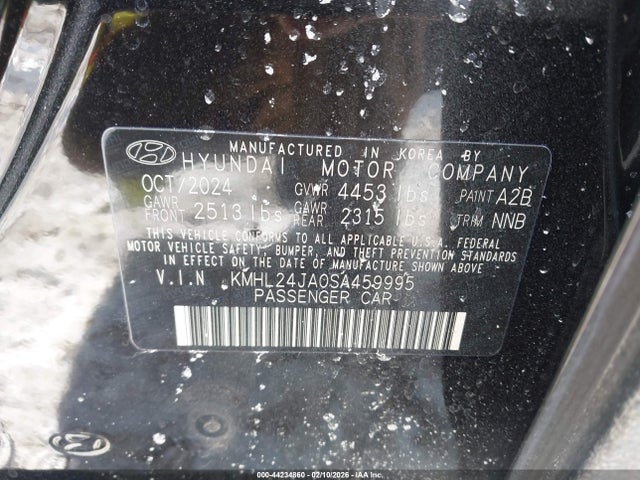 MANUFACTURED IN KOREA BY
HYUNDAI MOTOR COMPANY
OCT/2024 GVWR 4453 lbs PAINT A2B
GAWR FRONT 2513 lbs GAWR REAR 2315 lbs TRIM NNB
THIS VEHICLE CONFORMS TO ALL APPLICABLE U.S.A. FEDERAL
MOTOR VEHICLE SAFETY, BUMPER, AND THEFT PREVENTION STANDARDS
IN EFFECT ON THE DATE OF MANUFACTURE SHOWN ABOVE
V.I.N KMHL24JA0SA459995
PASSENGER CAR
000-44234860 - 02/10/2026 - IAA Inc.